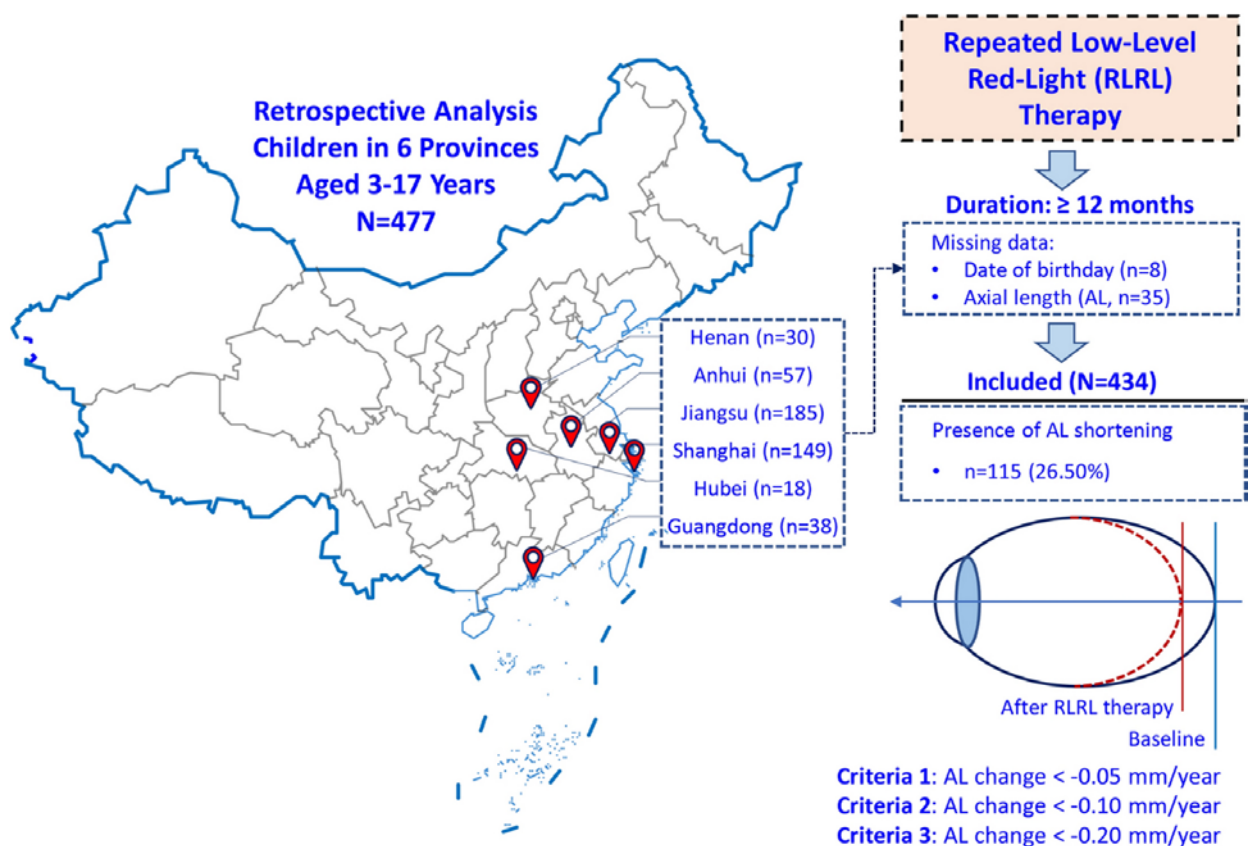 Retrospective Analysis
Children in 6 Provinces
Aged 3-17 Years
N=477
Henan (n=30)
Anhui (n=57)
Jiangsu (n=185)
Shanghai (n=149)
Hubei (n=18)
Guangdong (n=38)
Repeated Low-Level
Red-Light (RLRL)
Therapy
Duration: ≥ 12 months
Missing data:
• Date of birthday (n=8)
• Axial length (AL, n=35)
Included (N=434)
Presence of AL shortening
• n=115 (26.50%)
After RLRL therapy
Baseline
Criteria 1: AL change < -0.05 mm/year
Criteria 2: AL change < -0.10 mm/year
Criteria 3: AL change < -0.20 mm/year